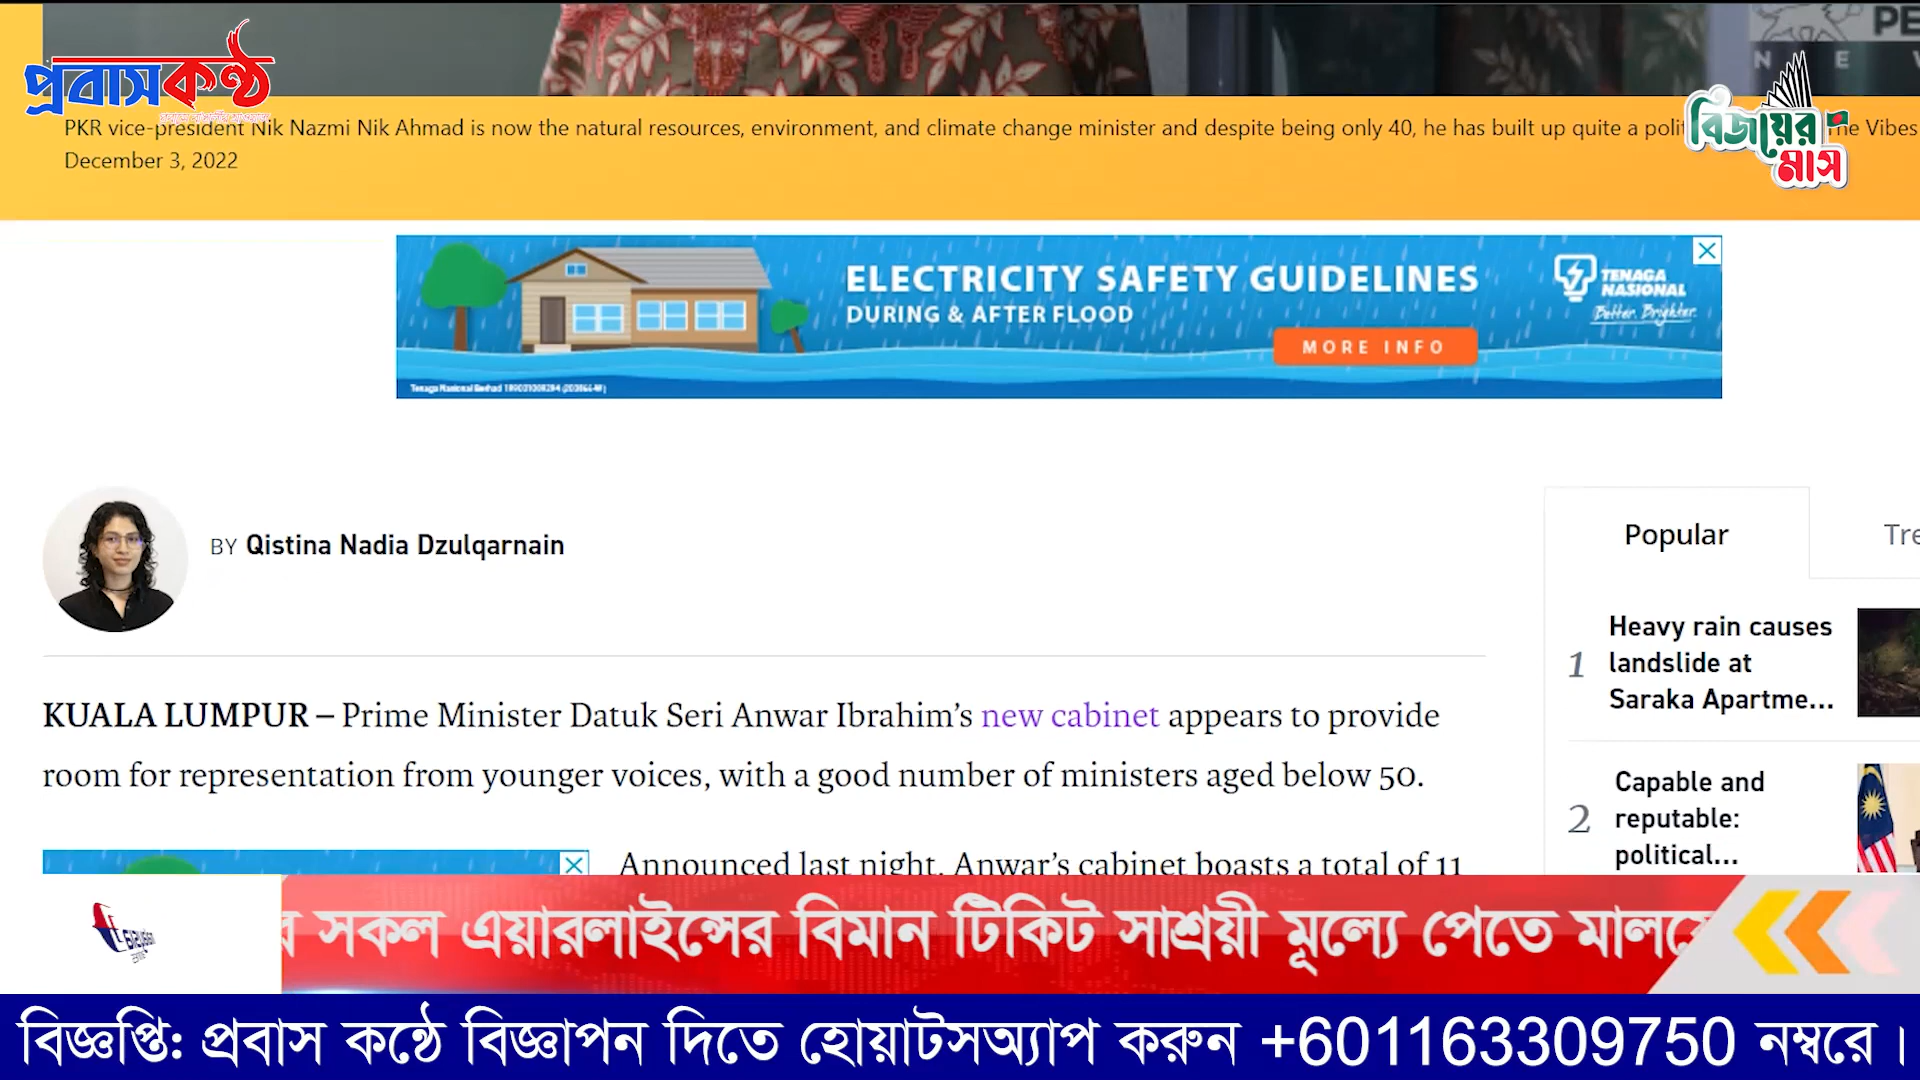 প্রবাস কণ্ঠ
PE
N E
PKR vice-president Nik Nazmi Nik Ahmad is now the natural resources, environment, and climate change minister and despite being only 40, he has built up quite a polit
he Vibes
December 3, 2022
বিজয়ের
মাস
ELECTRICITY SAFETY GUIDELINES
DURING & AFTER FLOOD
MORE INFO
TENAGA
NASIONAL
Better. Brighter.
BY Qistina Nadia Dzulqarnain
KUALA LUMPUR – Prime Minister Datuk Seri Anwar Ibrahim’s new cabinet appears to provide
room for representation from younger voices, with a good number of ministers aged below 50.
Announced last night, Anwar’s cabinet boasts a total of 11
Popular
Tre
1
Heavy rain causes
landslide at
Saraka Apartme...
2
Capable and
reputable:
political...
র সকল এয়ারলাইন্সের বিমান টিকিট সাশ্রয়ী মূল্যে পেতে মালয়ে
বিজ্ঞপ্তি: প্রবাস কন্ঠে বিজ্ঞাপন দিতে হোয়াটসঅ্যাপ করুন +601163309750 নম্বরে।